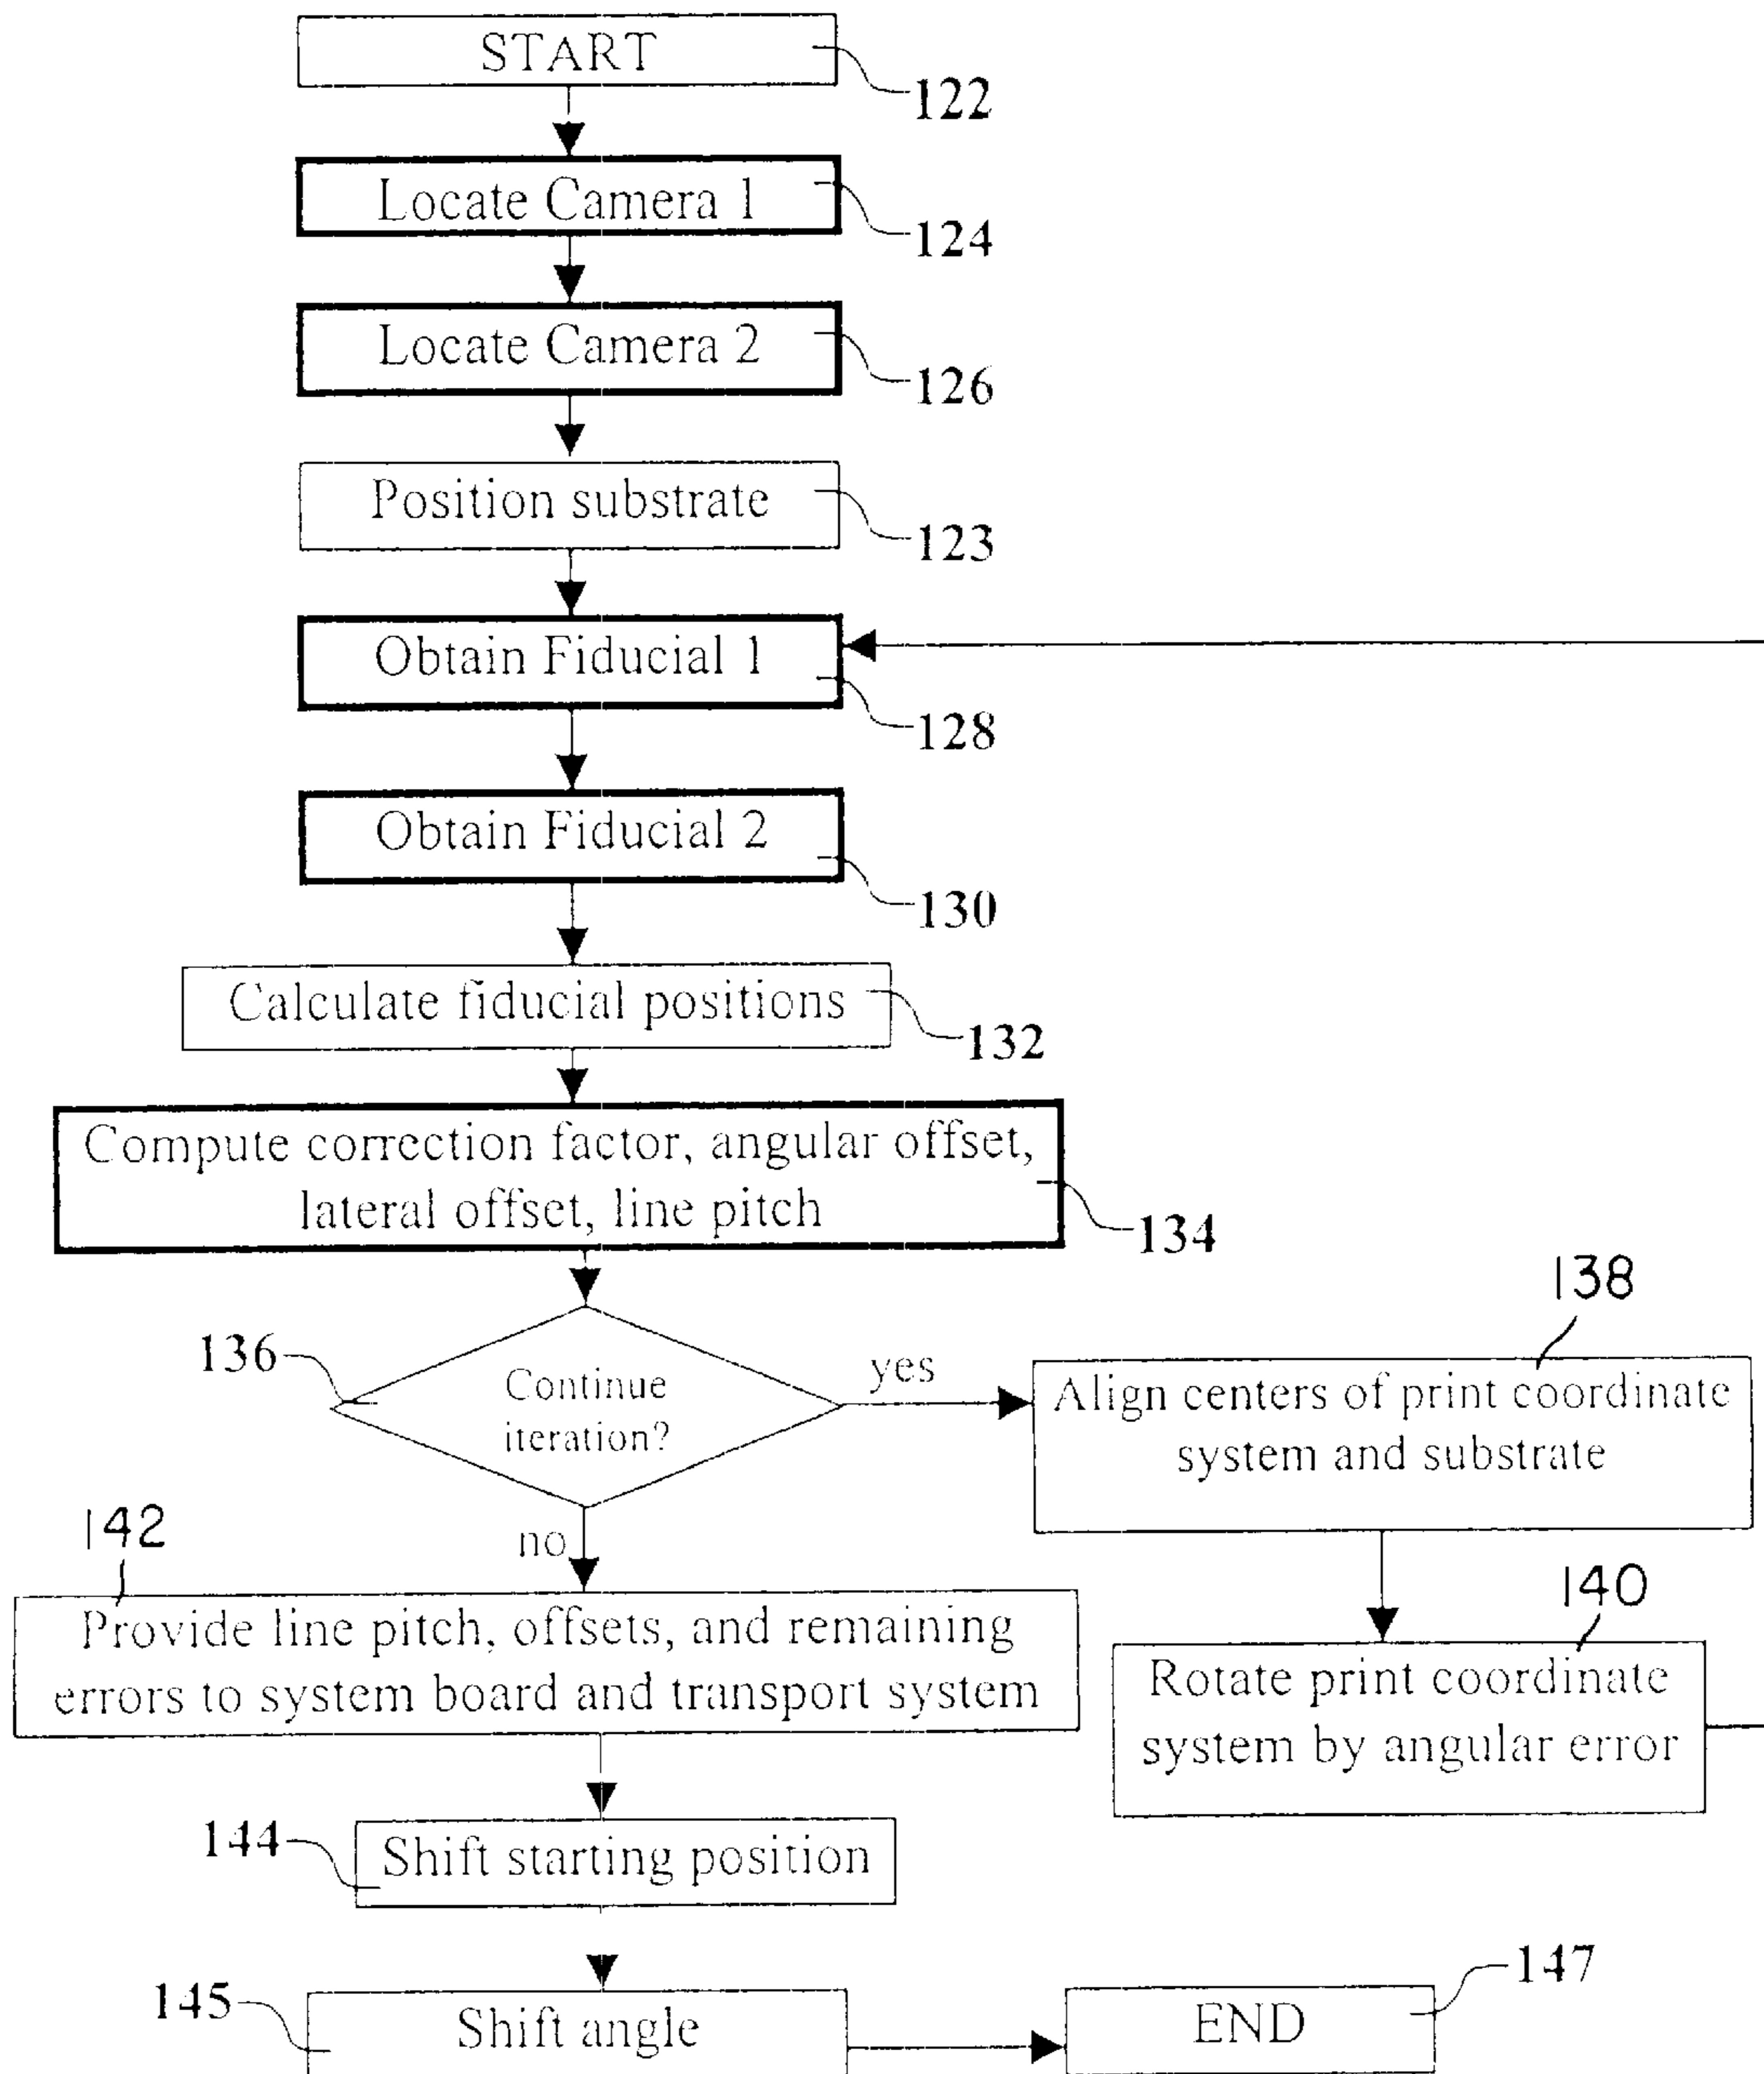 START
122
Locate Camera 1
124
Locate Camera 2
126
Position substrate
123
Obtain Fiducial 1
128
Obtain Fiducial 2
130
Calculate fiducial positions
132
Compute correction factor, angular offset,
lateral offset, line pitch
134
136
Continue
iteration?
yes
138
Align centers of print coordinate
system and substrate
no
142
Provide line pitch, offsets, and remaining
errors to system board and transport system
140
Rotate print coordinate
system by angular error
144
Shift starting position
145
Shift angle
147
END